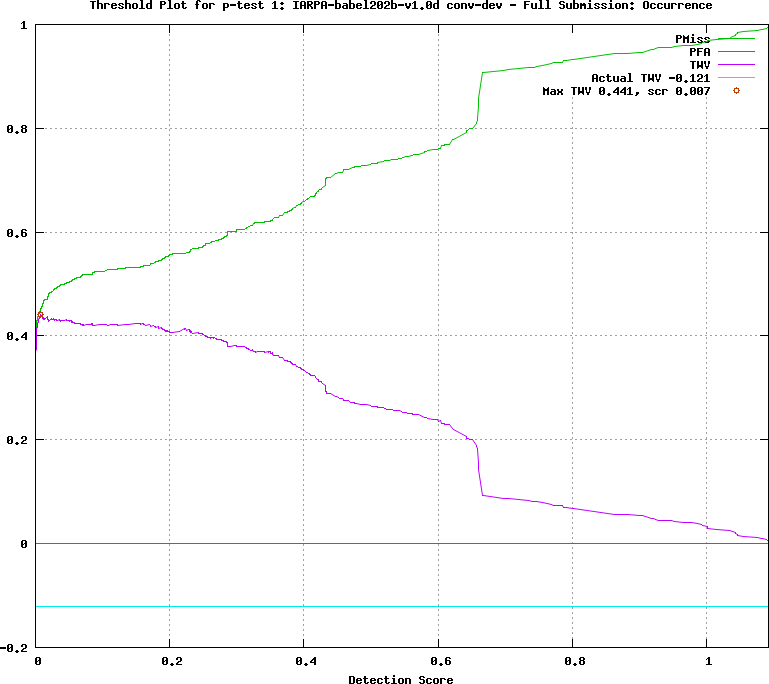 Threshold Plot for p-test 1: IARPA-babel202b-v1.0d conv-dev - Full Submission: Occurrence
1
PMiss
PFA
TWV
Actual TWV -0.121
Max TWV 0.441, scr 0.007
0.8
0.6
0.4
0.2
0
-0.2
0 0.2 0.4 0.6 0.8 1
Detection Score